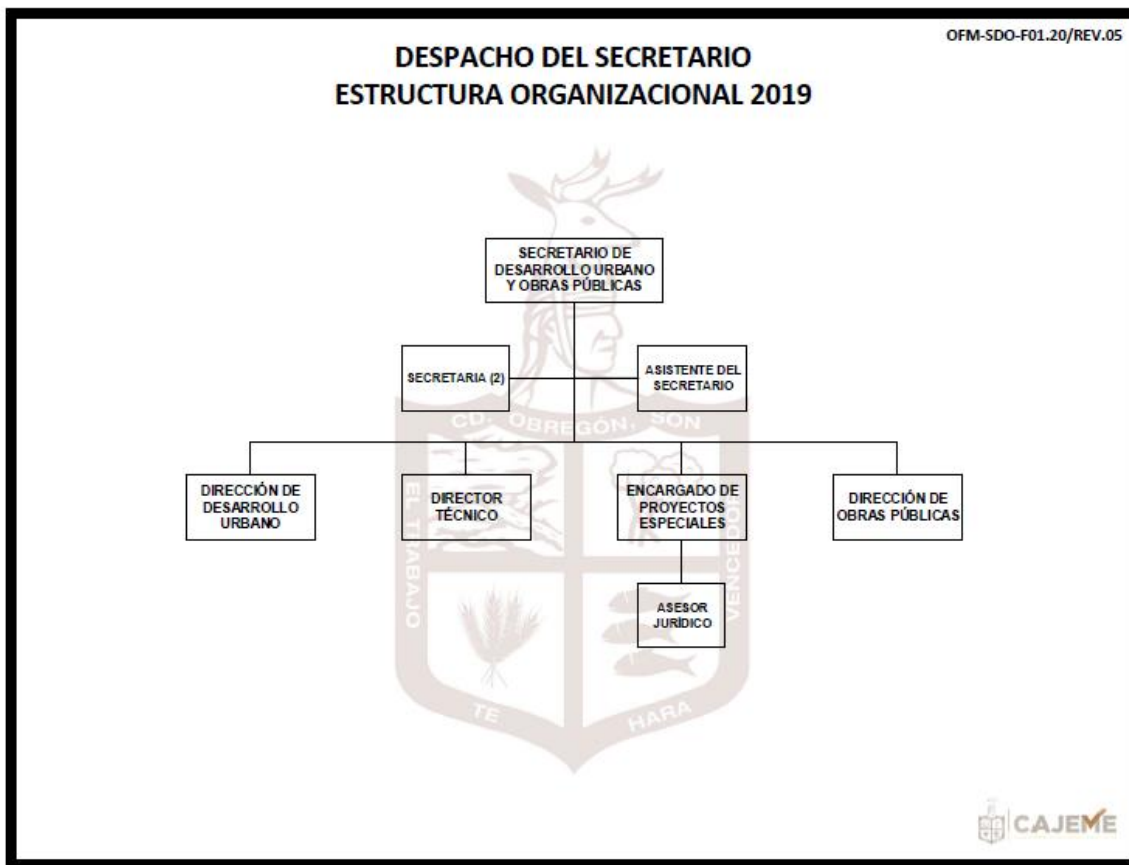 OFM-SDO-F01.20/REV.05
DESPACHO DEL SECRETARIO
ESTRUCTURA ORGANIZACIONAL 2019
SECRETARIO DE
DESARROLLO URBANO
Y OBRAS PÚBLICAS
SECRETARIA (2)
ASISTENTE DEL
SECRETARIO
CD. OBREGÓN, SON
DIRECCIÓN DE
DESARROLLO
URBANO
DIRECTOR
TÉCNICO
ENCARGADO DE
PROYECTOS
ESPECIALES
DIRECCIÓN DE
OBRAS PÚBLICAS
ASESOR
JURÍDICO
EL TRABAJO
TE
HARA
VENCEDOR
CAJEME